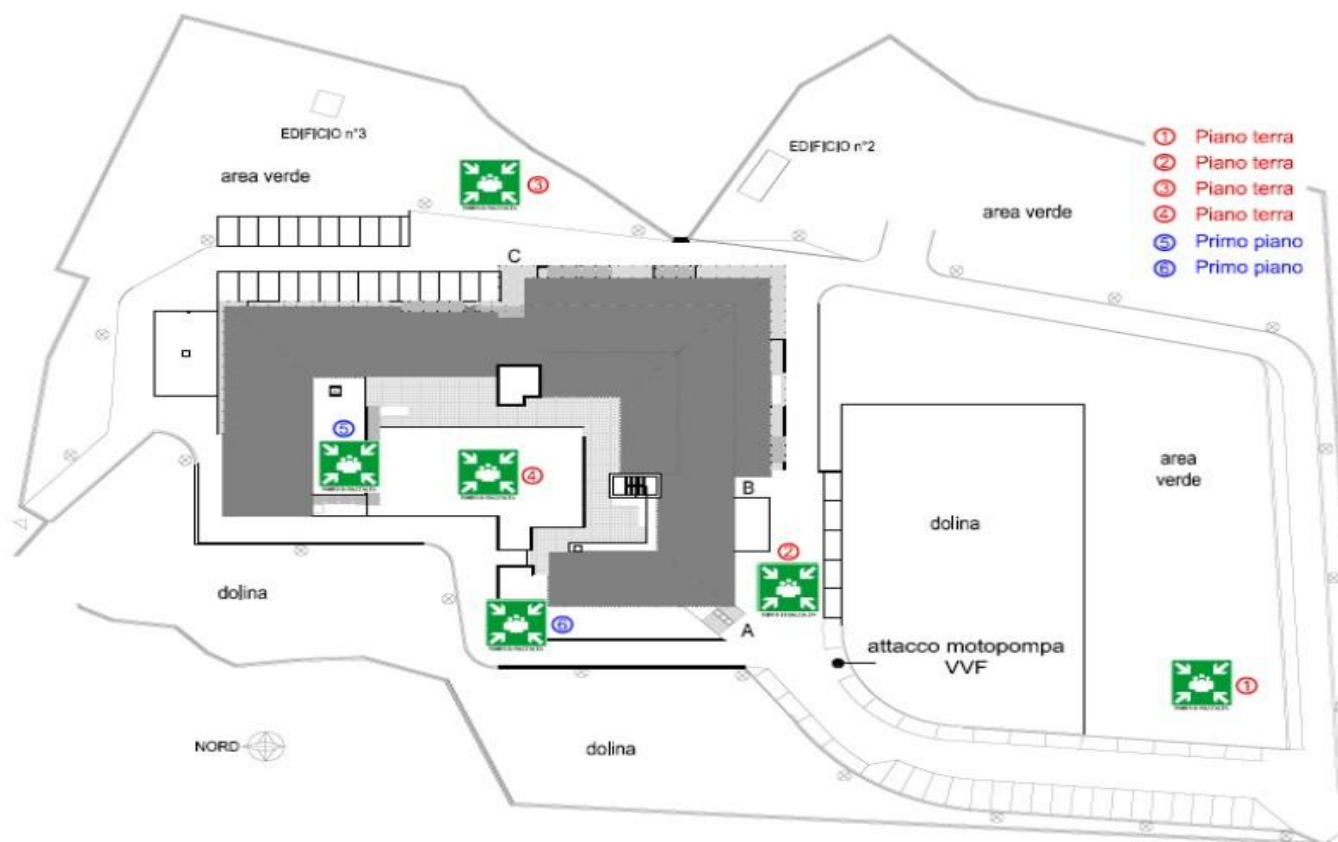 EDIFICIO n°3
EDIFICIO n°2
area verde
area verde
① Piano terra
② Piano terra
③ Piano terra
④ Piano terra
⑤ Primo piano
⑥ Primo piano
③
C
⑤
④
B
area
verde
dolina
②
dolina
⑥
A
attacco motopompa
VVF
①
NORD
dolina